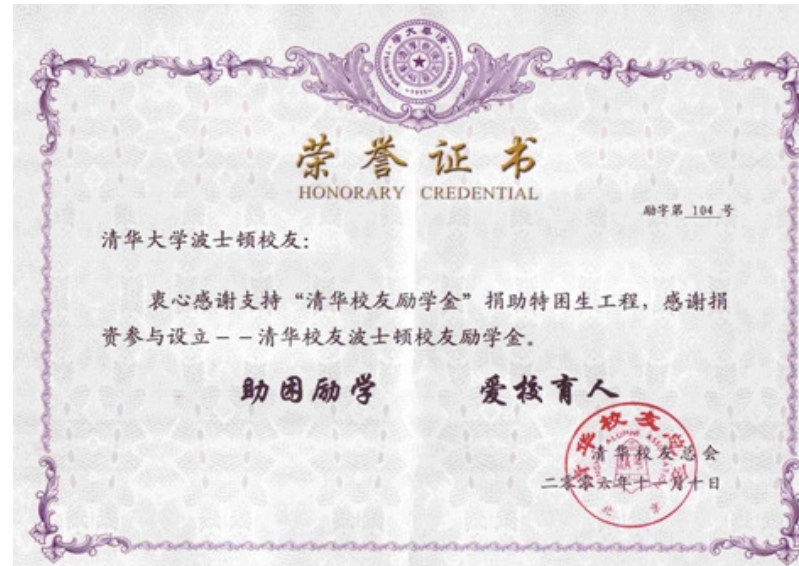 荣誉证书
HONORARY CREDENTIAL
励字第 104 号
清华大学波士顿校友：
衷心感谢支持“清华校友励学金”捐助特困生工程，感谢捐
资参与设立－－清华校友波士顿校友励学金。
助困励学 爱校育人
清华校友总会
二零零六年十一月十日